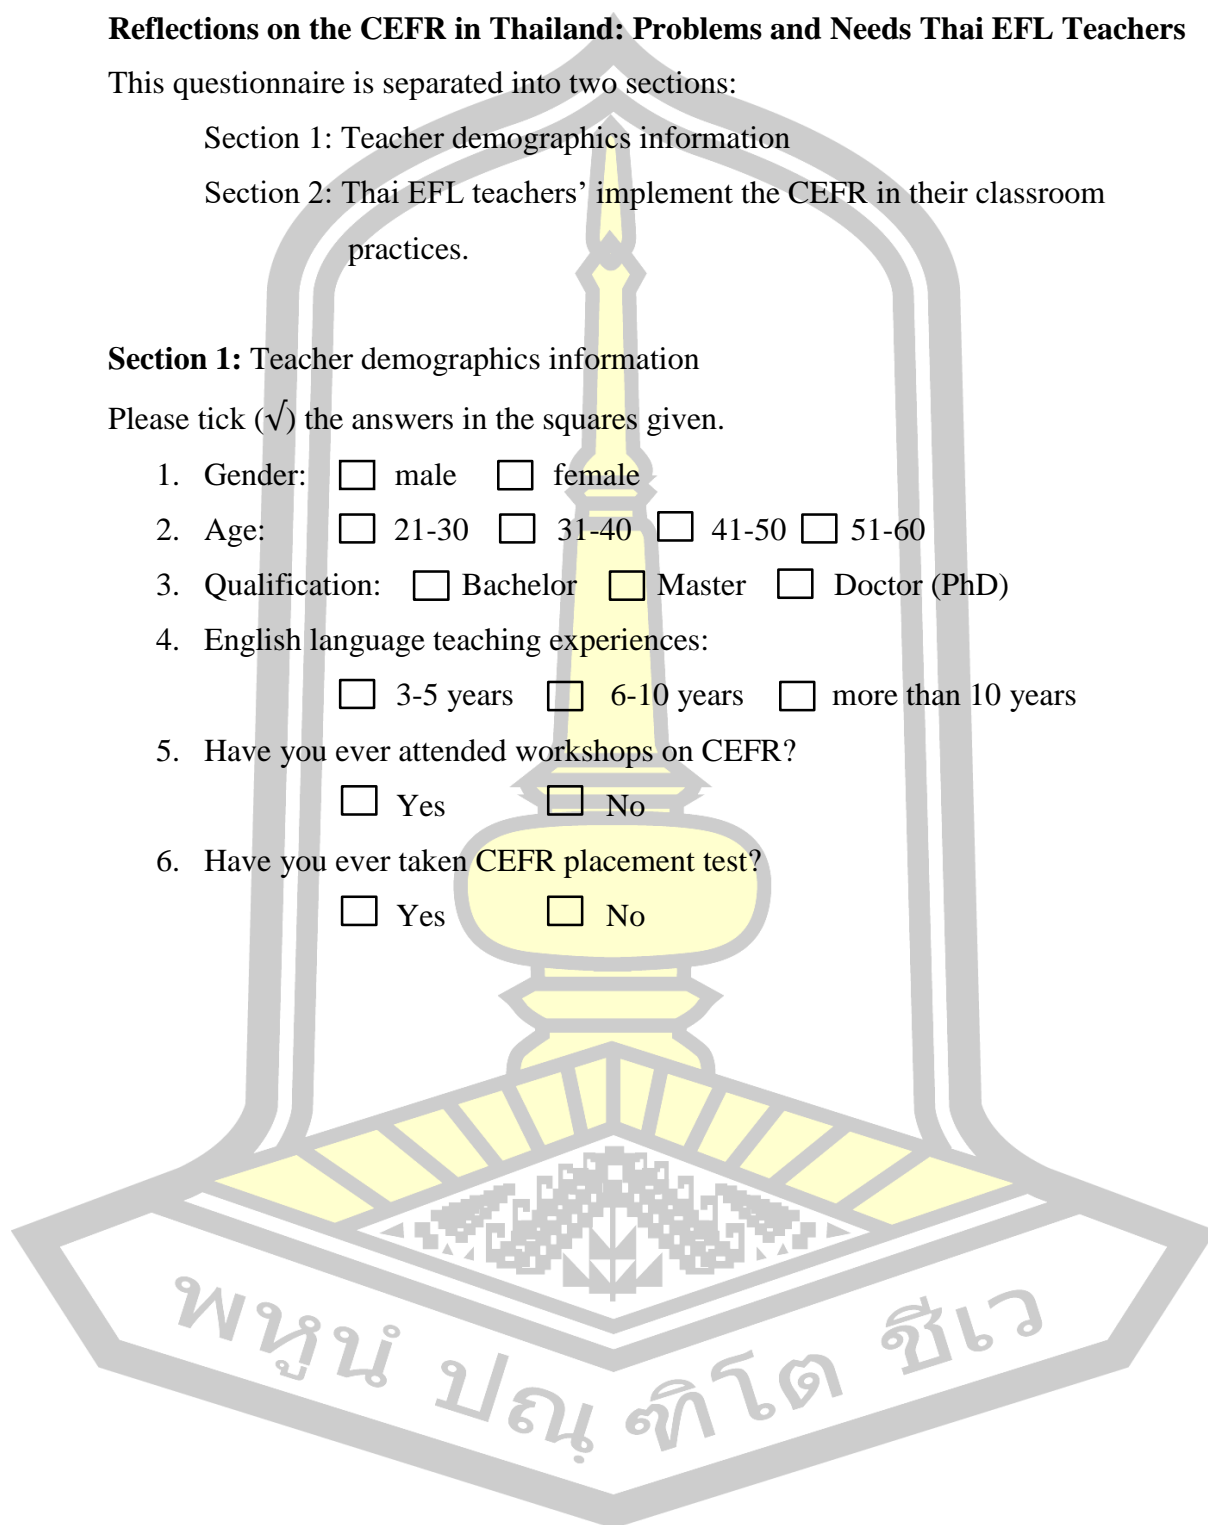 Reflections on the CEFR in Thailand: Problems and Needs Thai EFL Teachers
This questionnaire is separated into two sections:
Section 1: Teacher demographics information
Section 2: Thai EFL teachers’ implement the CEFR in their classroom
practices.
Section 1: Teacher demographics information
Please tick (√) the answers in the squares given.
1. Gender: ☐ male ☐ female
2. Age: ☐ 21-30 ☐ 31-40 ☐ 41-50 ☐ 51-60
3. Qualification: ☐ Bachelor ☐ Master ☐ Doctor (PhD)
4. English language teaching experiences:
☐ 3-5 years ☐ 6-10 years ☐ more than 10 years
5. Have you ever attended workshops on CEFR?
☐ Yes ☐ No
6. Have you ever taken CEFR placement test?
☐ Yes ☐ No
พหูนํ ปณฺ ฑิโต ชีเว